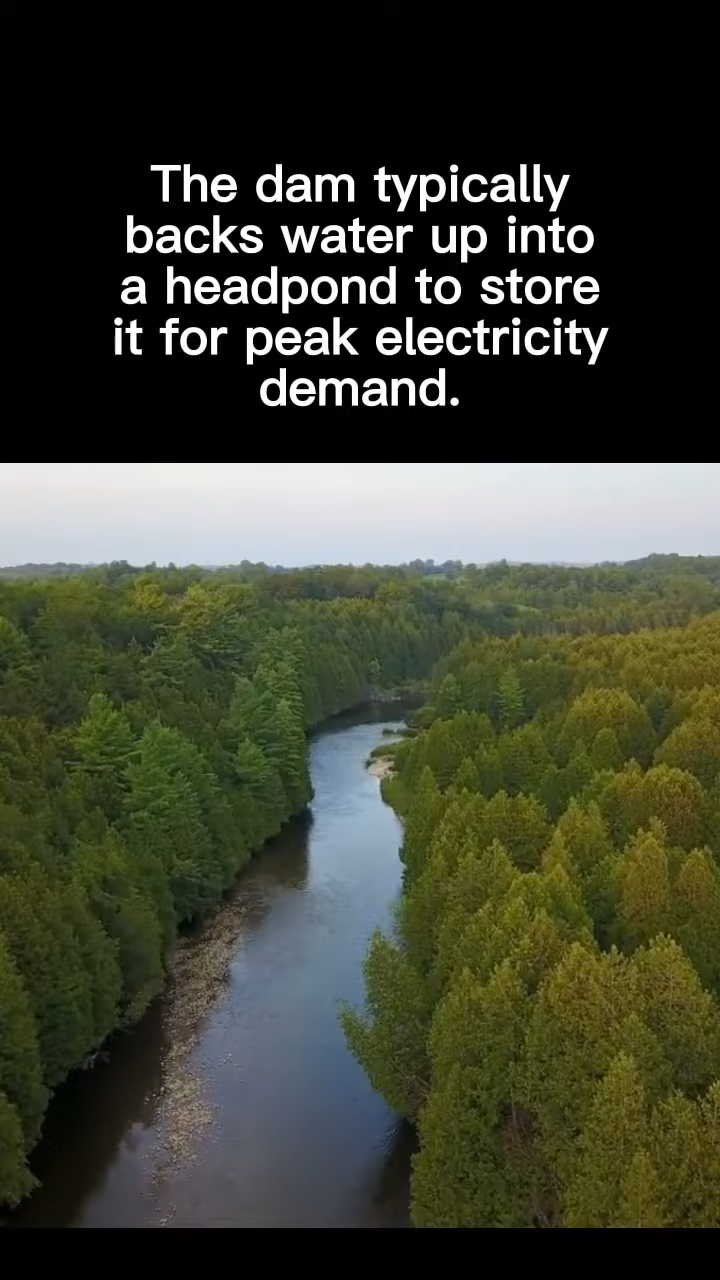 The dam typically
backs water up into
a headpond to store
it for peak electricity
demand.